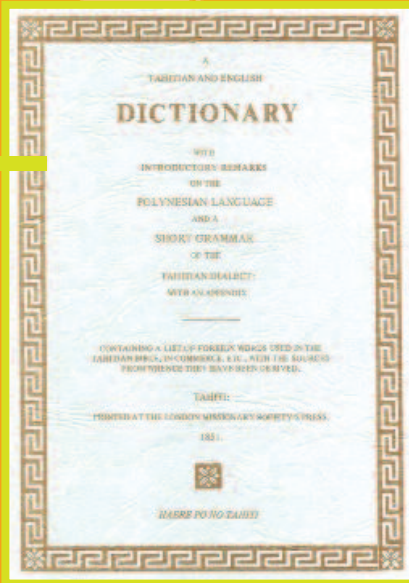 A
TAHITIAN AND ENGLISH
DICTIONARY
WITH
INTRODUCTORY REMARKS
ON THE
POLYNESIAN LANGUAGE
AND A
SHORT GRAMMAR
OF THE
TAHITIAN DIALECT:
WITH AN APPENDIX
CONTAINING A LIST OF FOREIGN WORDS USED IN THE
TAHITIAN BIBLE, IN COMMERCE, ETC., WITH THE SOURCES
FROM WHENCE THEY HAVE BEEN DERIVED.
TAHITI:
PRINTED AT THE LONDON MISSIONARY SOCIETY'S PRESS.
1851.
HAERE PO NO TAHITI